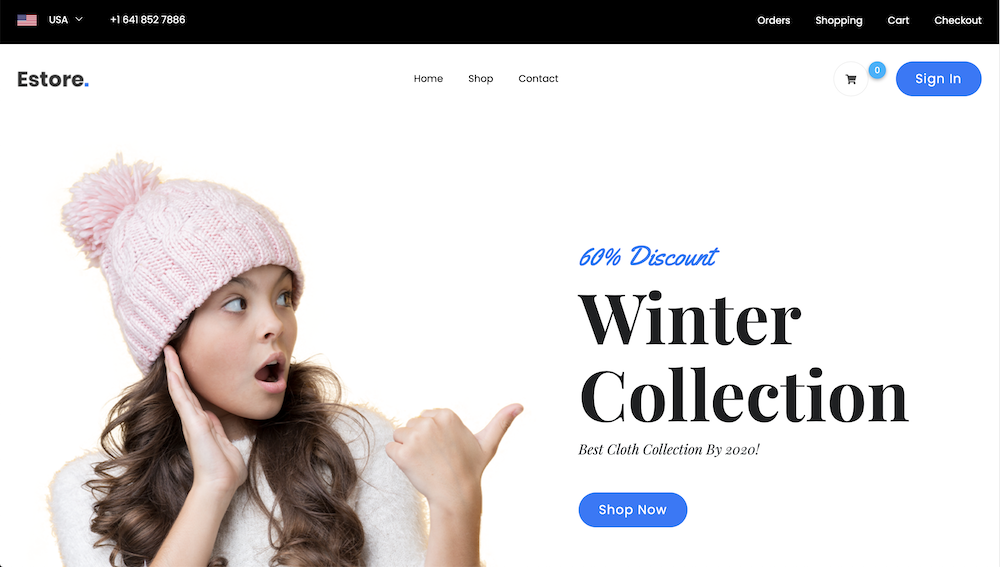 USA +1 641 852 7886 Orders Shopping Cart Checkout
Estore. Home Shop Contact 0 Sign In
60% Discount
Winter
Collection
Best Cloth Collection By 2020!
Shop Now